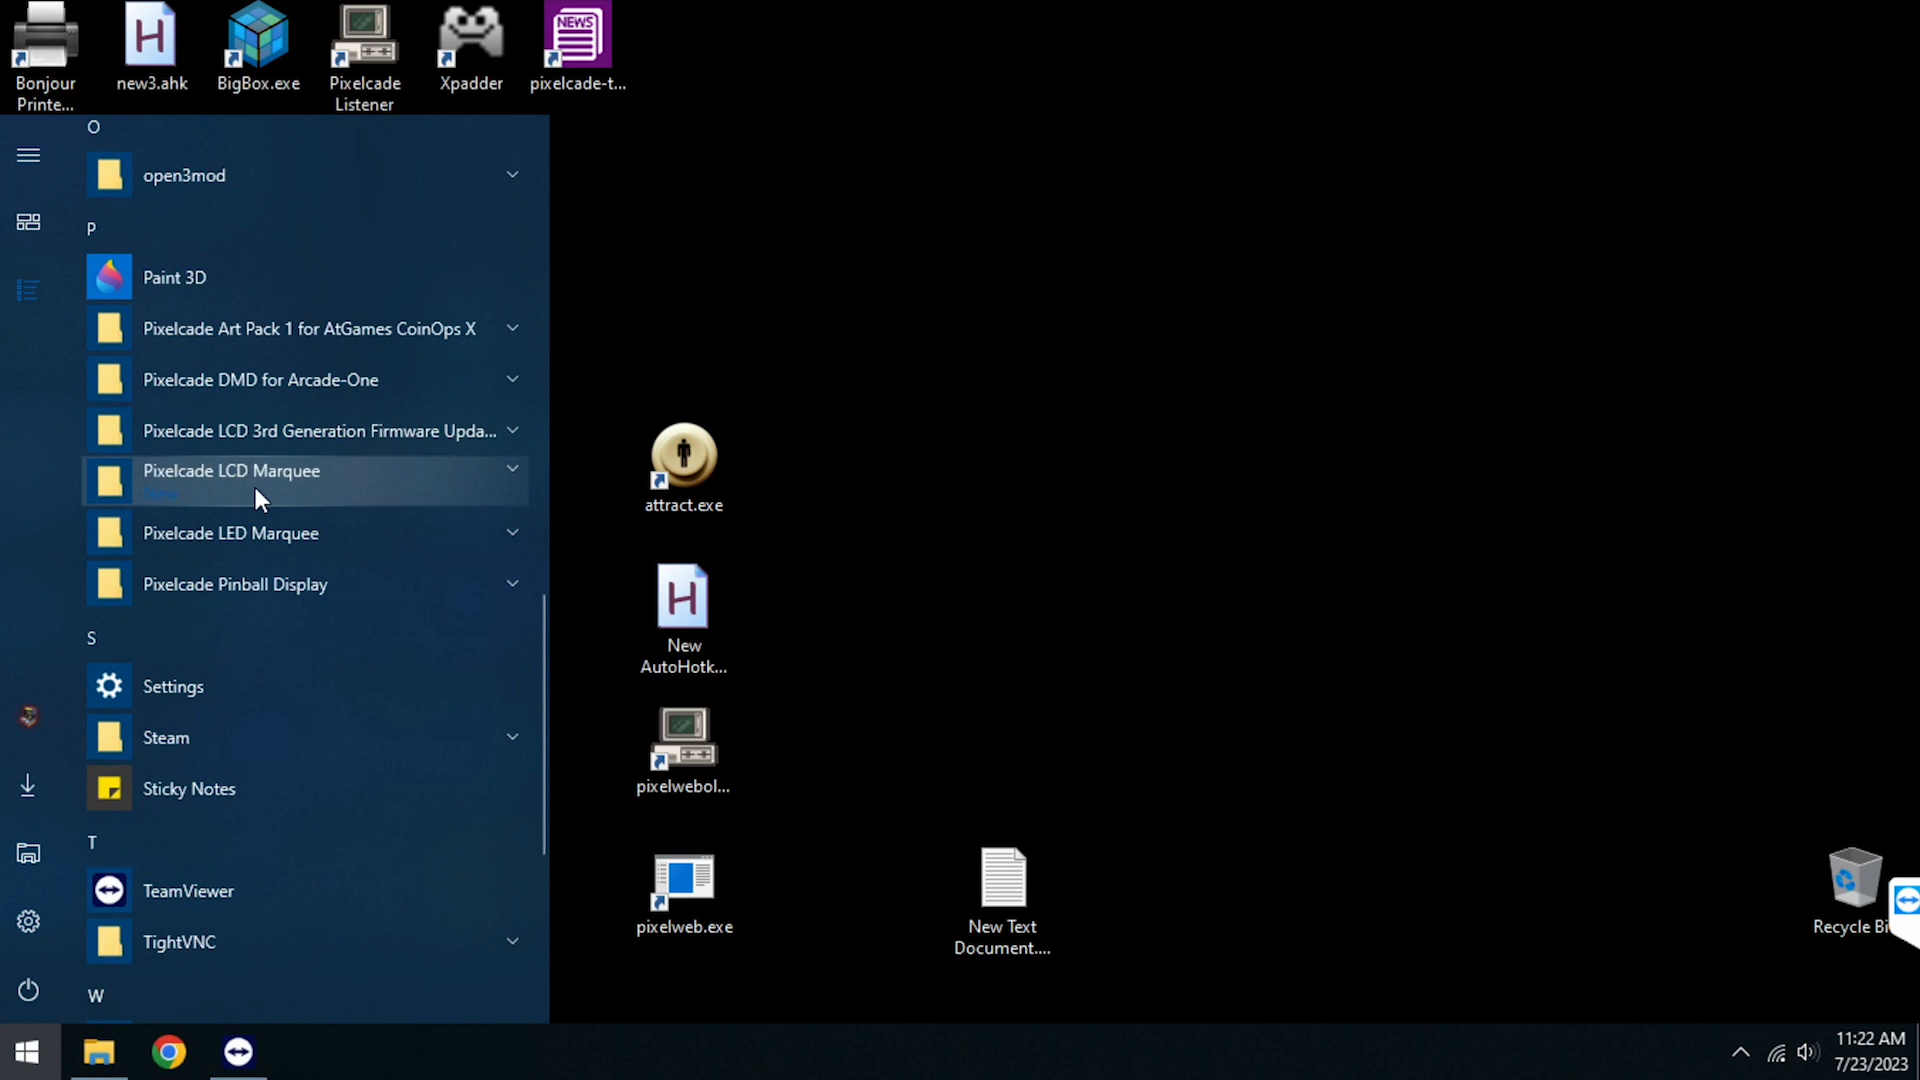 Bonjour
Printe...
new3.ahk
BigBox.exe
Pixelcade
Listener
Xpadder
NEWS
pixelcade-t...
O
open3mod
P
Paint 3D
Pixelcade Art Pack 1 for AtGames CoinOps X
Pixelcade DMD for Arcade-One
Pixelcade LCD 3rd Generation Firmware Upda...
Pixelcade LCD Marquee
Pixelcade LED Marquee
Pixelcade Pinball Display
S
Settings
Steam
Sticky Notes
T
TeamViewer
TightVNC
W
attract.exe
H
New
AutoHotk...
pixelwebol...
pixelweb.exe
New Text
Document....
Recycle Bi
11:22 AM
7/23/2023